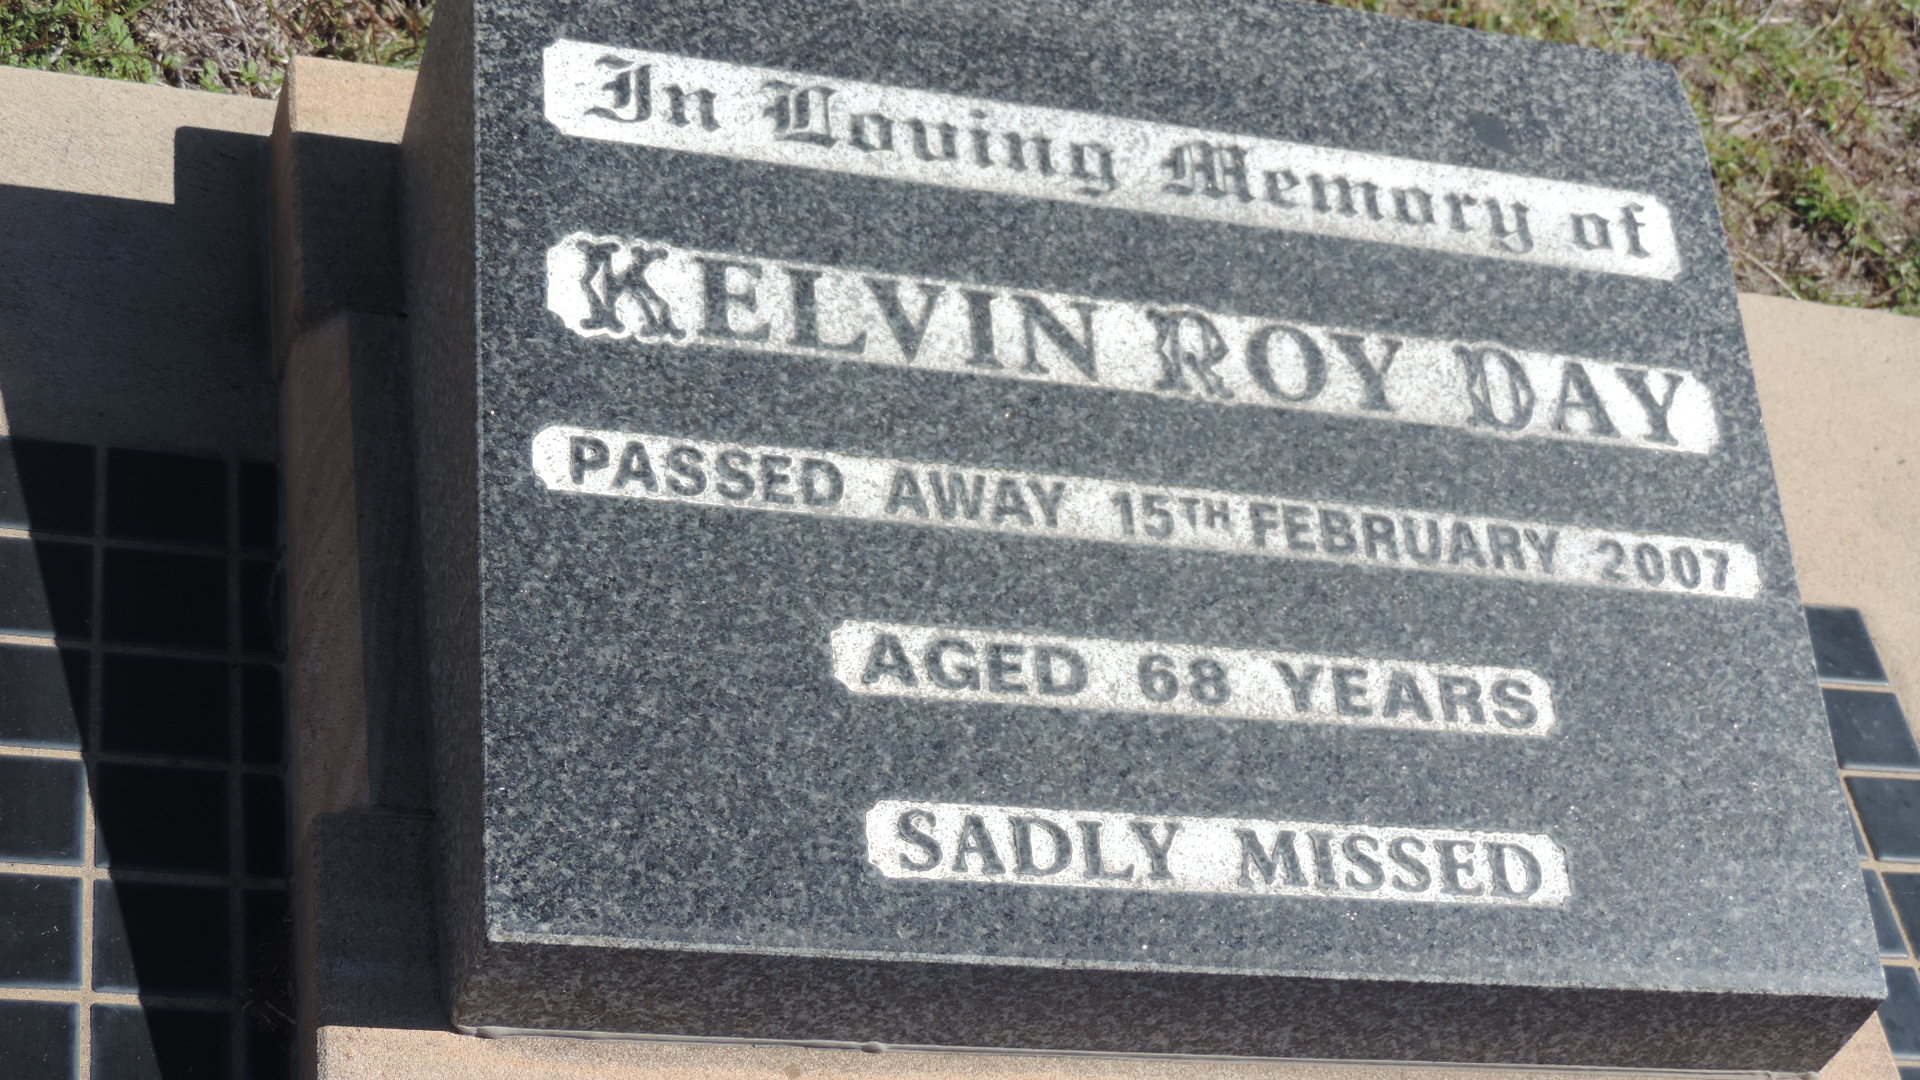 In Loving Memory of
KELVIN ROY DAY
PASSED AWAY 15TH FEBRUARY 2007
AGED 68 YEARS
SADLY MISSED